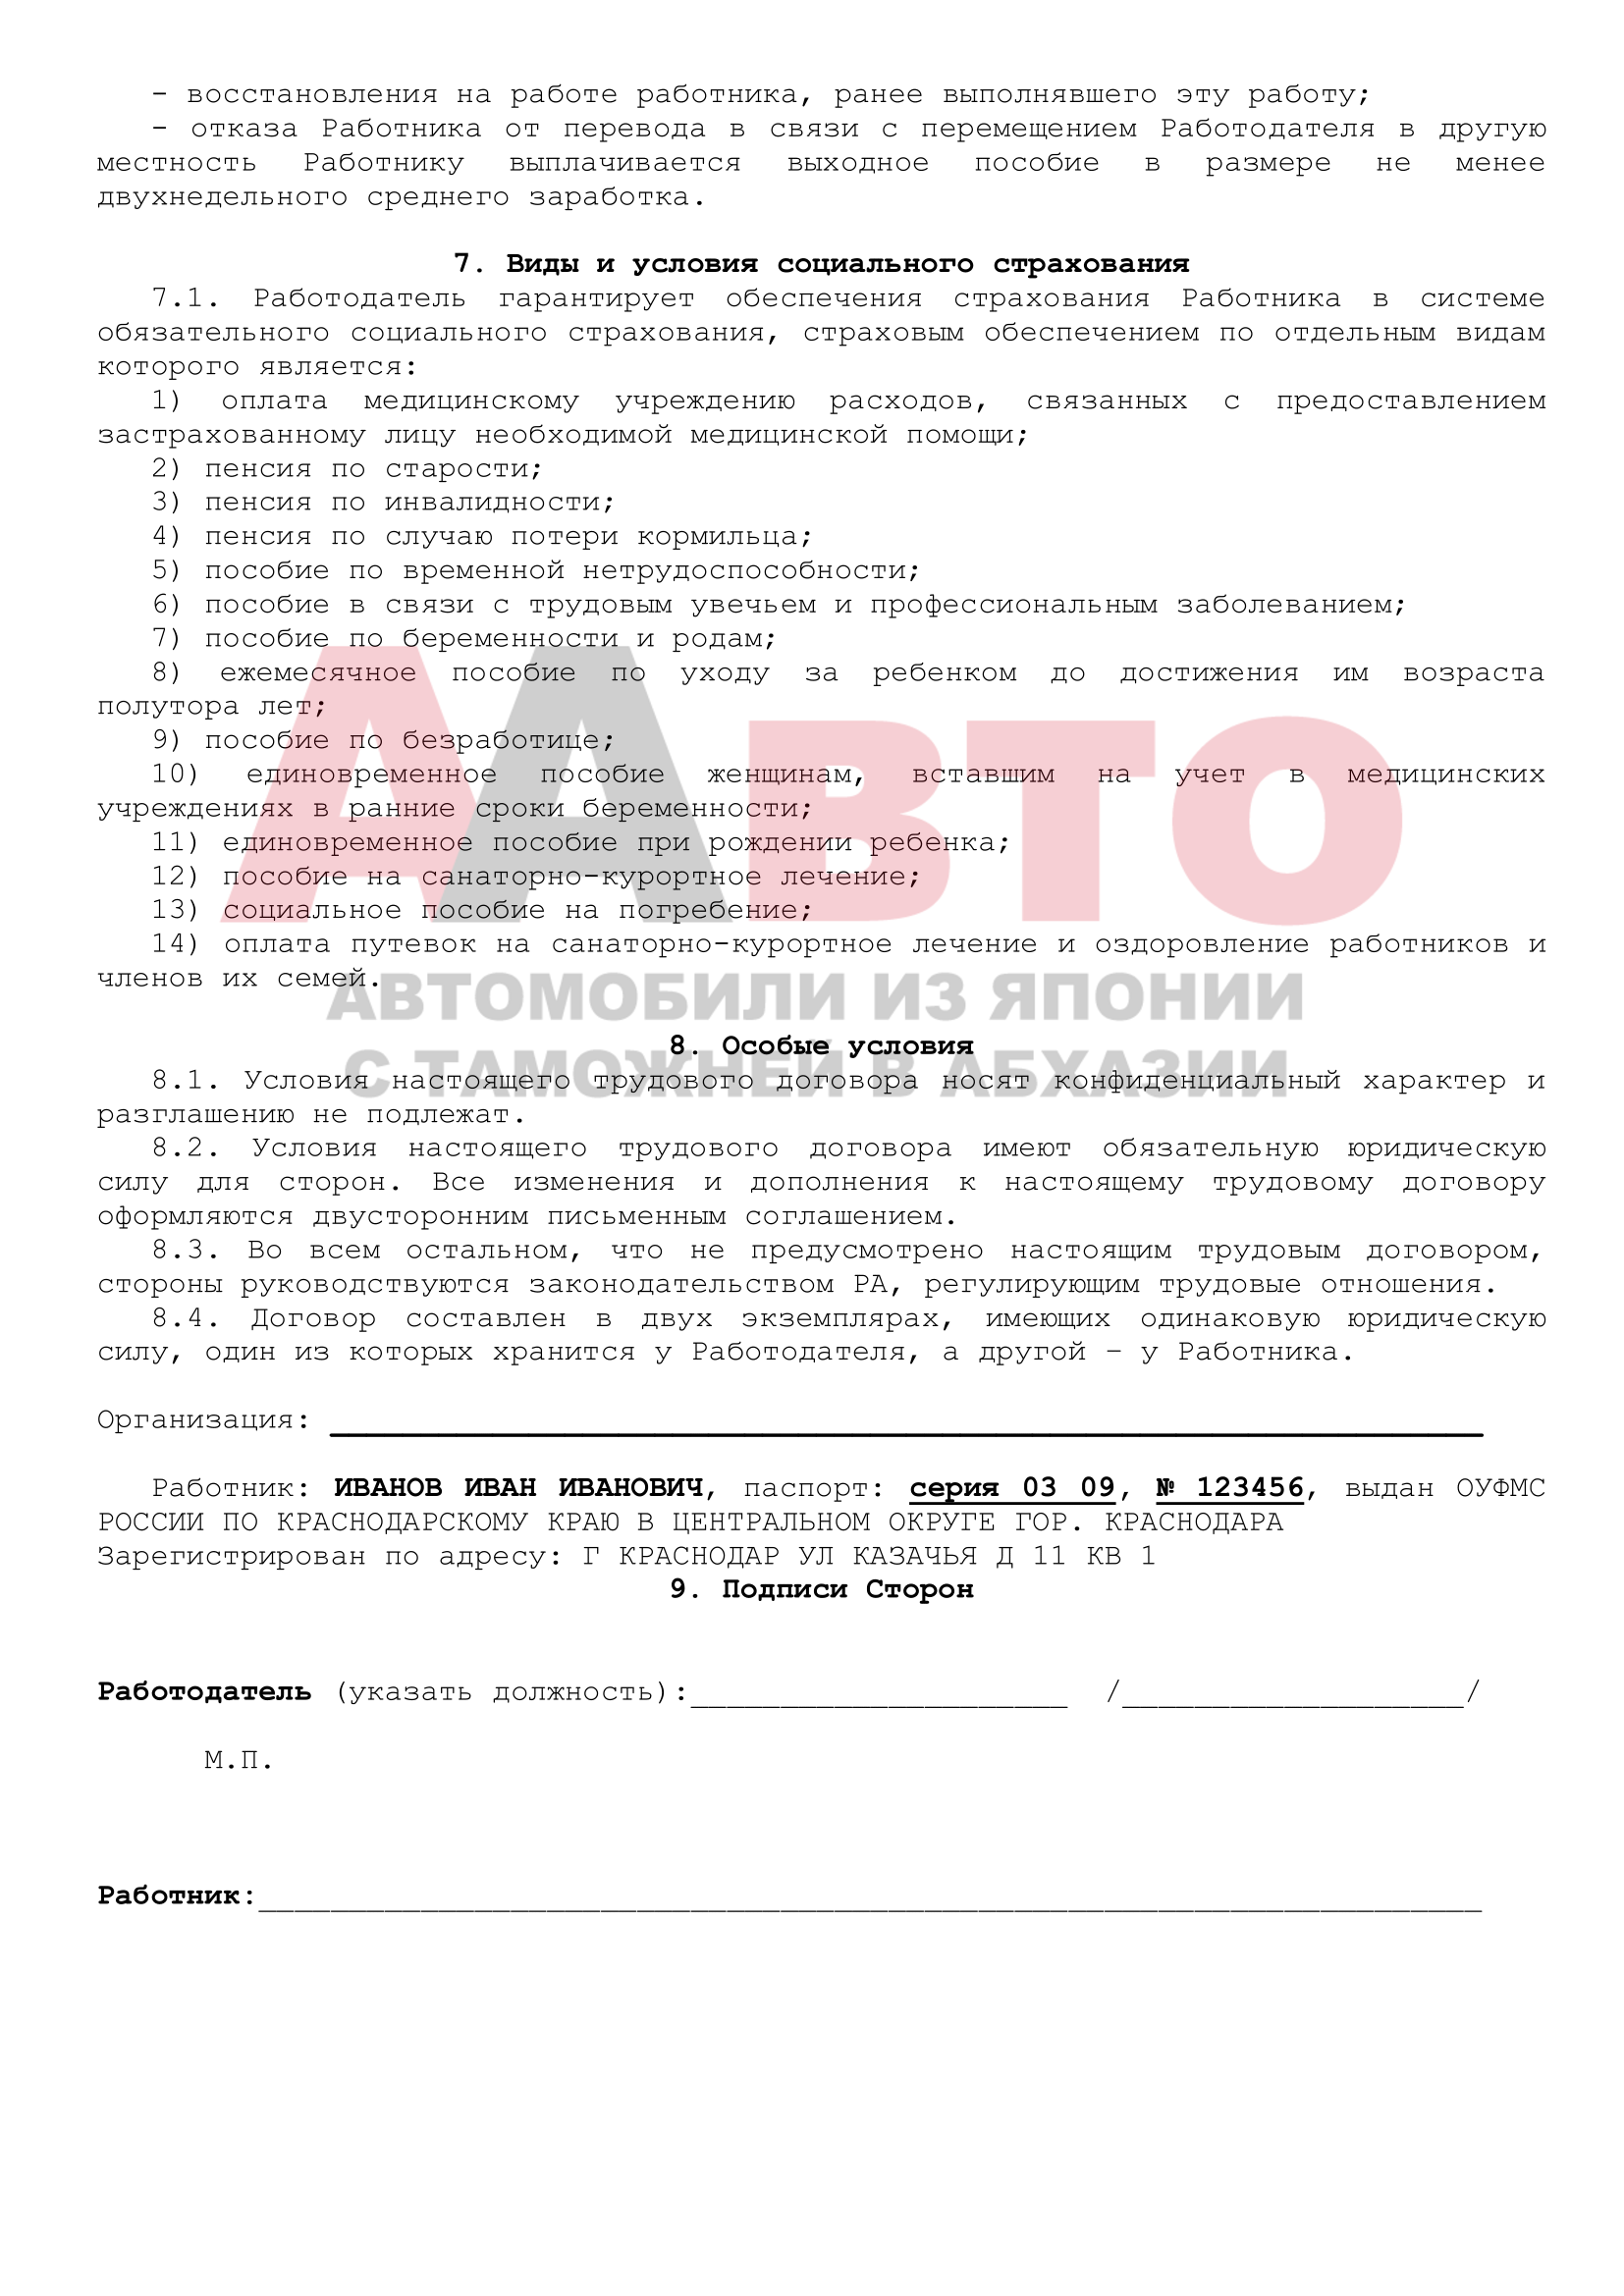 - восстановления на работе работника, ранее выполнявшего эту работу;
- отказа Работника от перевода в связи с перемещением Работодателя в другую
местность Работнику выплачивается выходное пособие в размере не менее
двухнедельного среднего заработка.
7. Виды и условия социального страхования
7.1. Работодатель гарантирует обеспечения страхования Работника в системе
обязательного социального страхования, страховым обеспечением по отдельным видам
которого является:
1) оплата медицинскому учреждению расходов, связанных с предоставлением
застрахованному лицу необходимой медицинской помощи;
2) пенсия по старости;
3) пенсия по инвалидности;
4) пенсия по случаю потери кормильца;
5) пособие по временной нетрудоспособности;
6) пособие в связи с трудовым увечьем и профессиональным заболеванием;
7) пособие по беременности и родам;
8) ежемесячное пособие по уходу за ребенком до достижения им возраста
полутора лет;
9) пособие по безработице;
10) единовременное пособие женщинам, вставшим на учет в медицинских
учреждениях в ранние сроки беременности;
11) единовременное пособие при рождении ребенка;
12) пособие на санаторно-курортное лечение;
13) социальное пособие на погребение;
14) оплата путевок на санаторно-курортное лечение и оздоровление работников и
членов их семей.
ААВТО
АВТОМОБИЛИ ИЗ ЯПОНИИ
С ТАМОЖНЕЙ В АБХАЗИИ
8. Особые условия
8.1. Условия настоящего трудового договора носят конфиденциальный характер и
разглашению не подлежат.
8.2. Условия настоящего трудового договора имеют обязательную юридическую
силу для сторон. Все изменения и дополнения к настоящему трудовому договору
оформляются двусторонним письменным соглашением.
8.3. Во всем остальном, что не предусмотрено настоящим трудовым договором,
стороны руководствуются законодательством РА, регулирующим трудовые отношения.
8.4. Договор составлен в двух экземплярах, имеющих одинаковую юридическую
силу, один из которых хранится у Работодателя, а другой – у Работника.
Организация: ________________________________________________________________
Работник: ИВАНОВ ИВАН ИВАНОВИЧ, паспорт: серия 03 09, № 123456, выдан ОУФМС
РОССИИ ПО КРАСНОДАРСКОМУ КРАЮ В ЦЕНТРАЛЬНОМ ОКРУГЕ ГОР. КРАСНОДАРА
Зарегистрирован по адресу: Г КРАСНОДАР УЛ КАЗАЧЬЯ Д 11 КВ 1
9. Подписи Сторон
Работодатель (указать должность):_____________________ /___________________/
М.П.
Работник:____________________________________________________________________